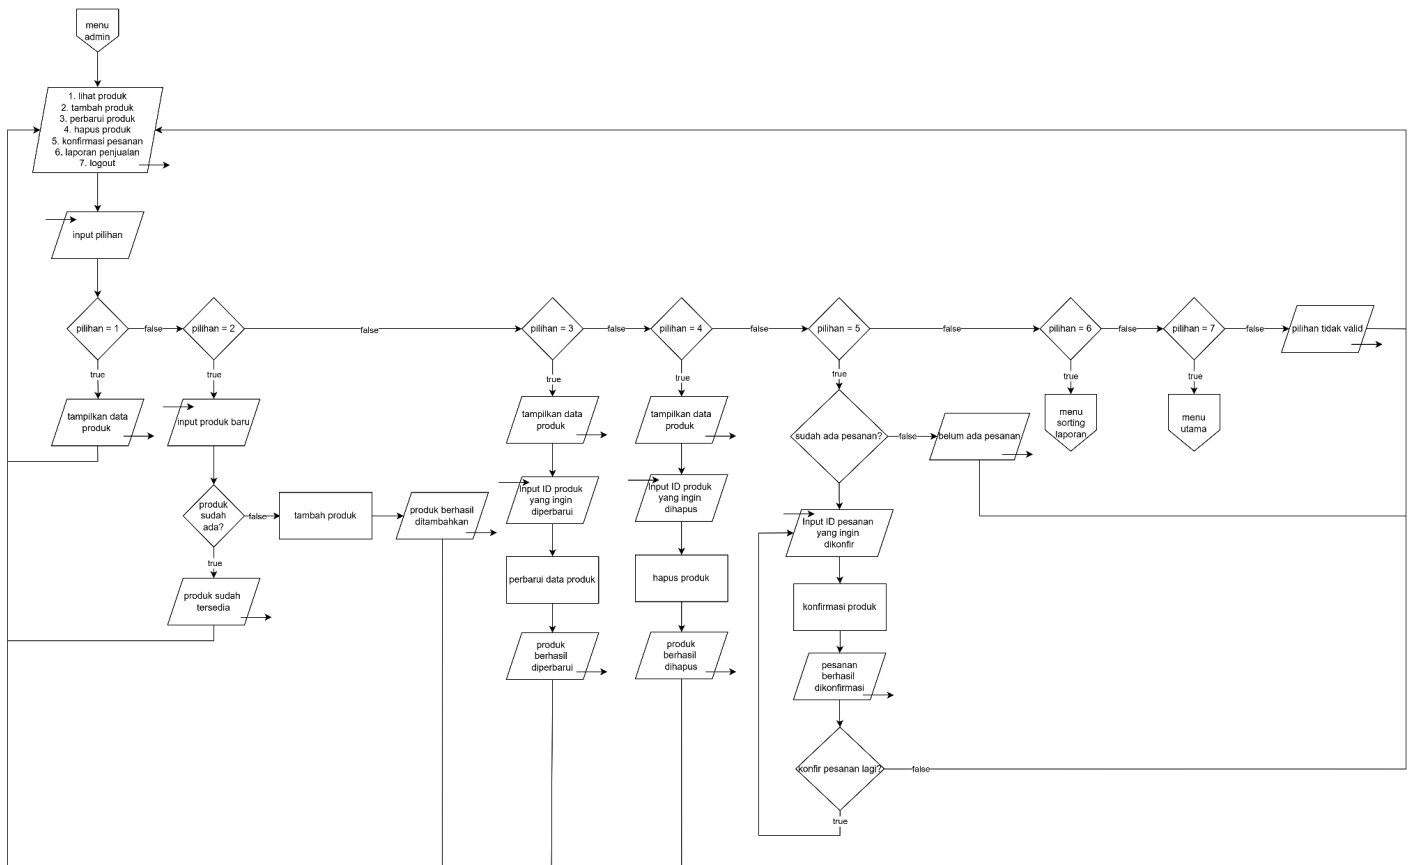 menu
admin
1. lihat produk
2. tambah produk
3. perbarui produk
4. hapus produk
5. konfirmasi pesanan
6. laporan penjualan
7. logout
input pilihan
pilihan = 1
false
pilihan = 2
false
pilihan = 3
false
pilihan = 4
false
pilihan = 5
false
pilihan = 6
false
pilihan = 7
false
pilihan tidak valid
true
true
true
true
true
true
true
tampilkan data
produk
input produk baru
tampilkan data
produk
tampilkan data
produk
sudah ada pesanan?
false
belum ada pesanan
menu
sorting
laporan
menu
utama
produk
sudah
ada?
false
tambah produk
produk berhasil
ditambahkan
Input ID produk
yang ingin
diperbarui
Input ID produk
yang ingin
dihapus
Input ID pesanan
yang ingin
dikonfir
true
produk sudah
tersedia
perbarui data produk
hapus produk
konfirmasi produk
produk
berhasil
diperbarui
produk
berhasil
dihapus
pesanan
berhasil
dikonfirmasi
konfir pesanan lagi?
false
true